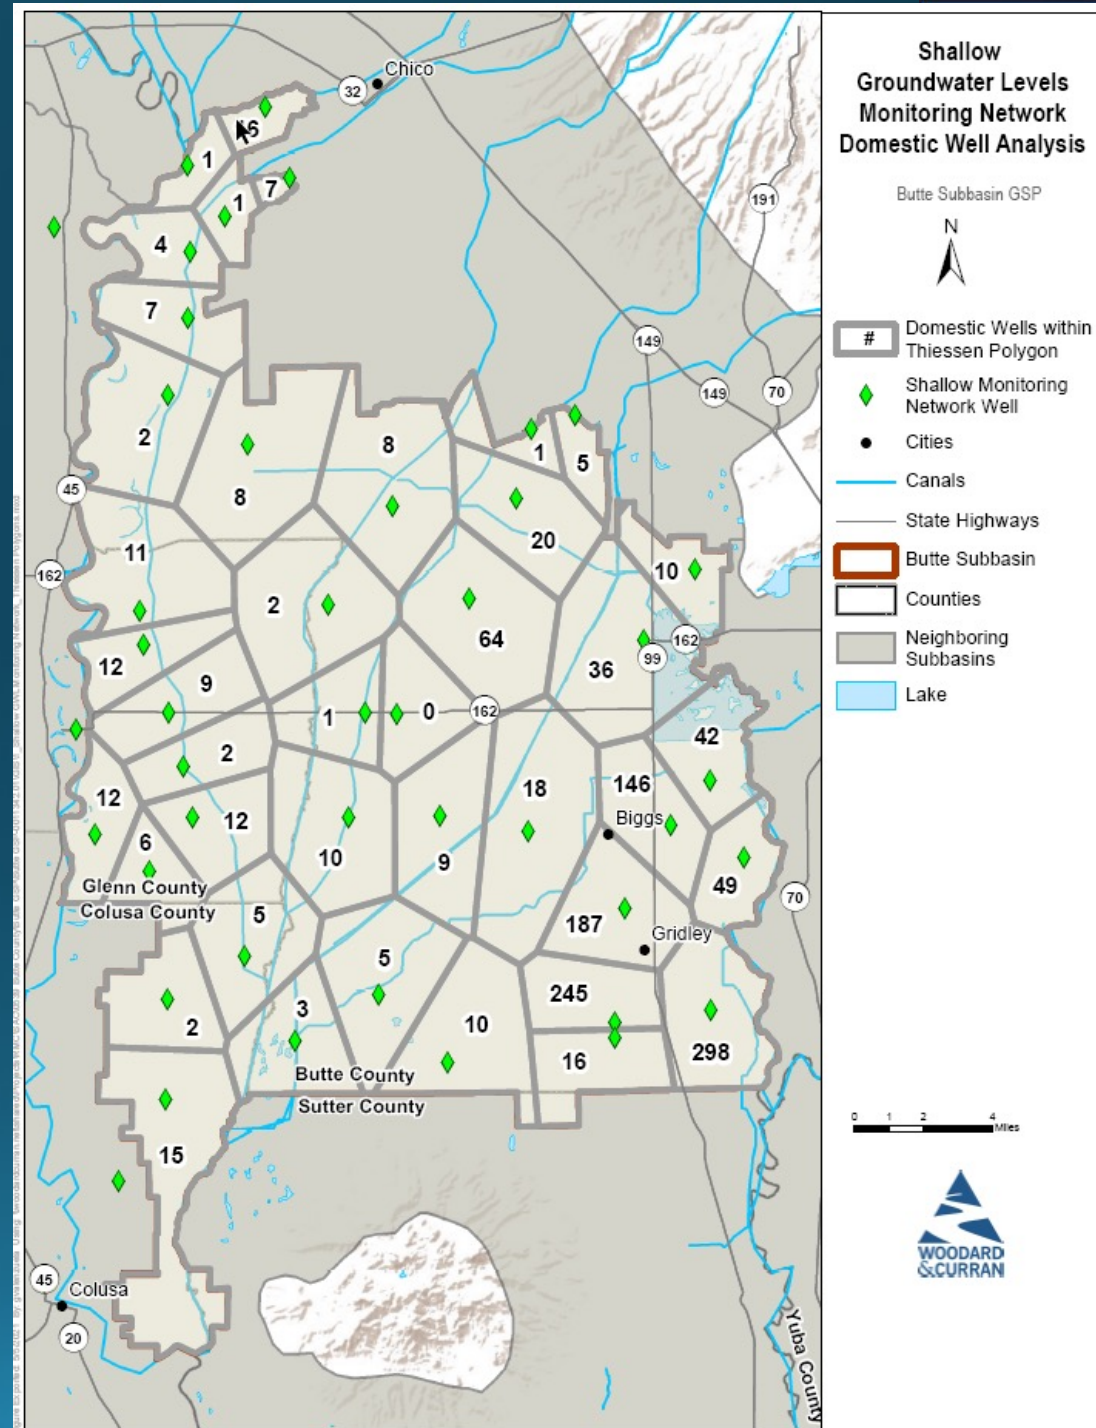 Shallow
Groundwater Levels
Monitoring Network
Domestic Well Analysis
Butte Subbasin GSP
N
#
Domestic Wells within
Thiessen Polygon
Shallow Monitoring
Network Well
Cities
Canals
State Highways
Butte Subbasin
Counties
Neighboring
Subbasins
Lake
0 1 2 4
Miles
WOODARD
&CURRAN
Chico
32
6
1
7
1
191
4
7
149
149
70
2
8
8
1
5
45
20
11
162
10
2
64
162
99
12
36
9
1
0
162
42
2
18
146
12
12
Biggs
6
10
9
49
Glenn County
Colusa County
70
5
187
Gridley
5
245
2
3
10
16
298
Butte County
Sutter County
15
45
Colusa
20
Yuba County